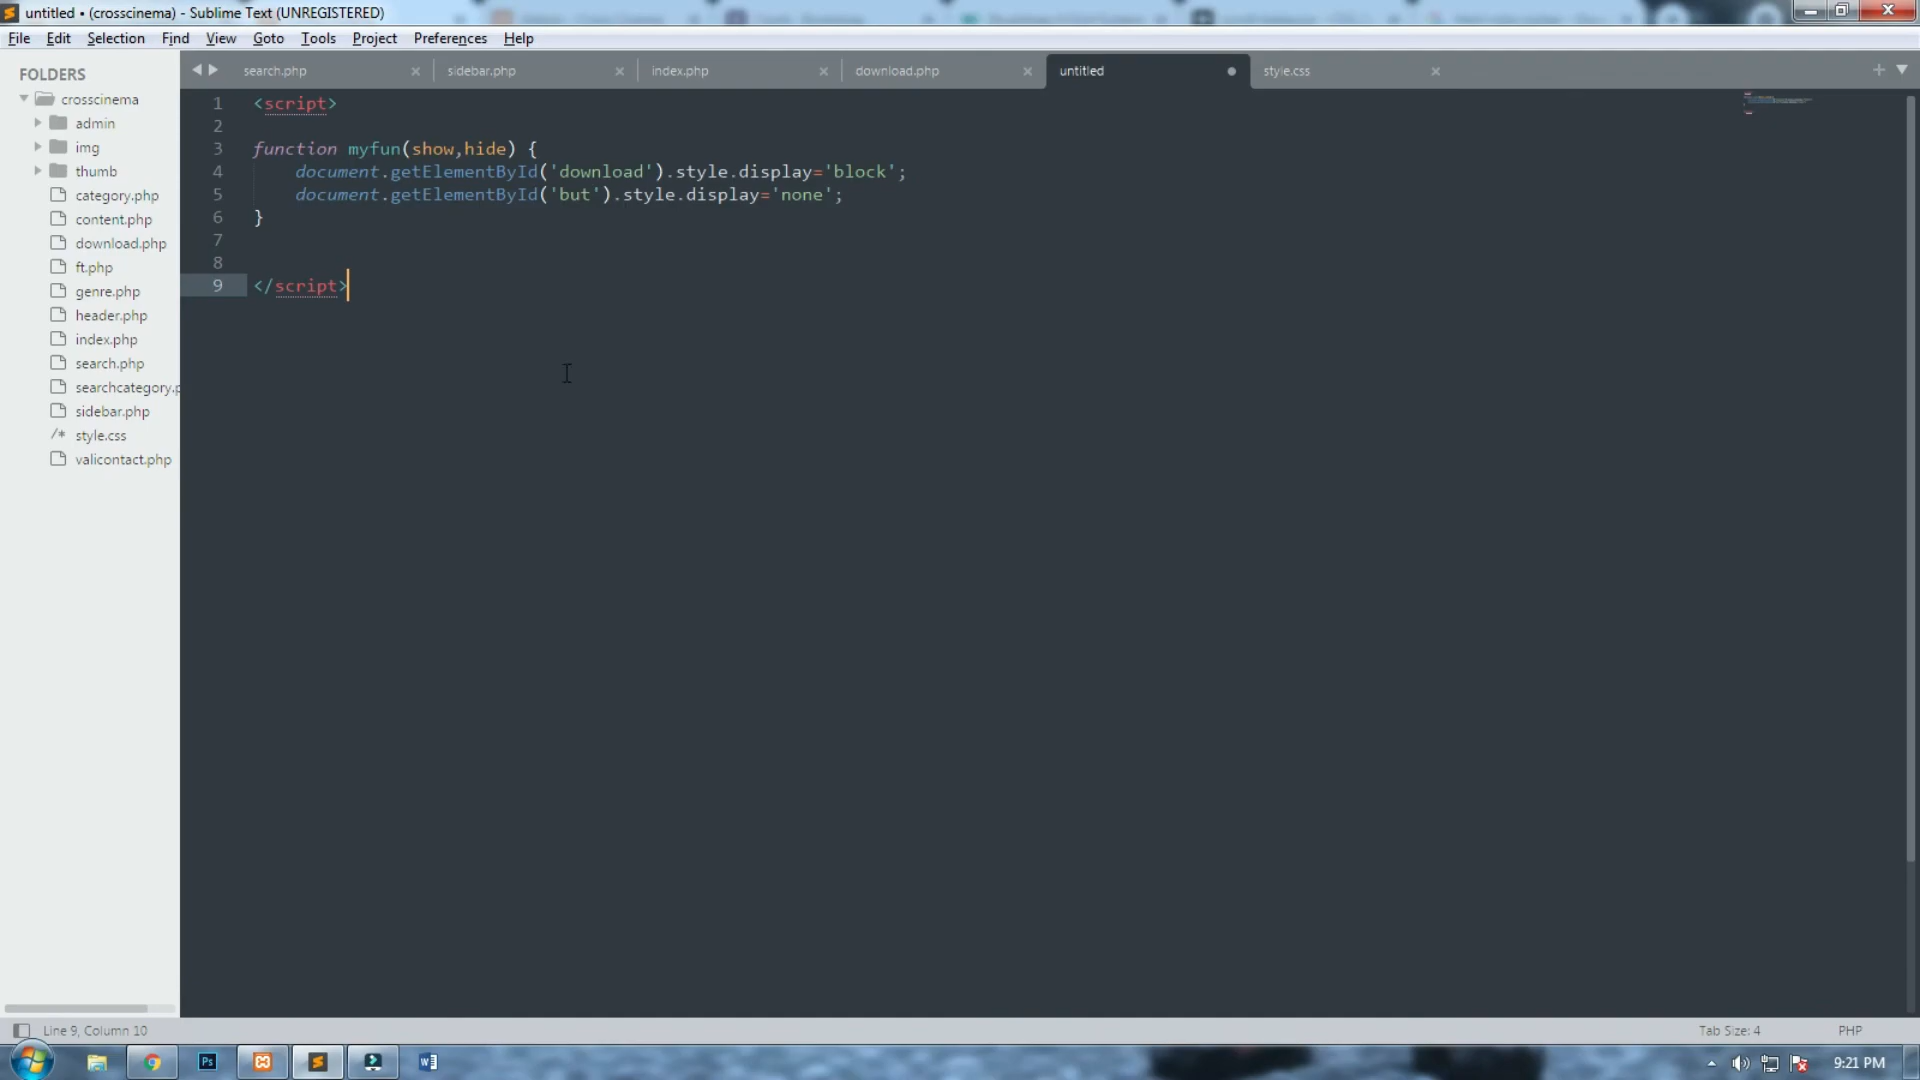 untitled • (crosscinema) - Sublime Text (UNREGISTERED)
File Edit Selection Find View Goto Tools Project Preferences Help
FOLDERS
crosscinema
admin
img
thumb
category.php
content.php
download.php
ft.php
genre.php
header.php
index.php
search.php
searchcategory.p
sidebar.php
/* style.css
valicontact.php
search.php sidebar.php index.php download.php untitled style.css
1 <script>
2
3 function myfun(show,hide) {
4 document.getElementById('download').style.display='block';
5 document.getElementById('but').style.display='none';
6 }
7
8
9 </script>
Line 9, Column 10 Tab Size: 4 PHP
Ps
9:21 PM